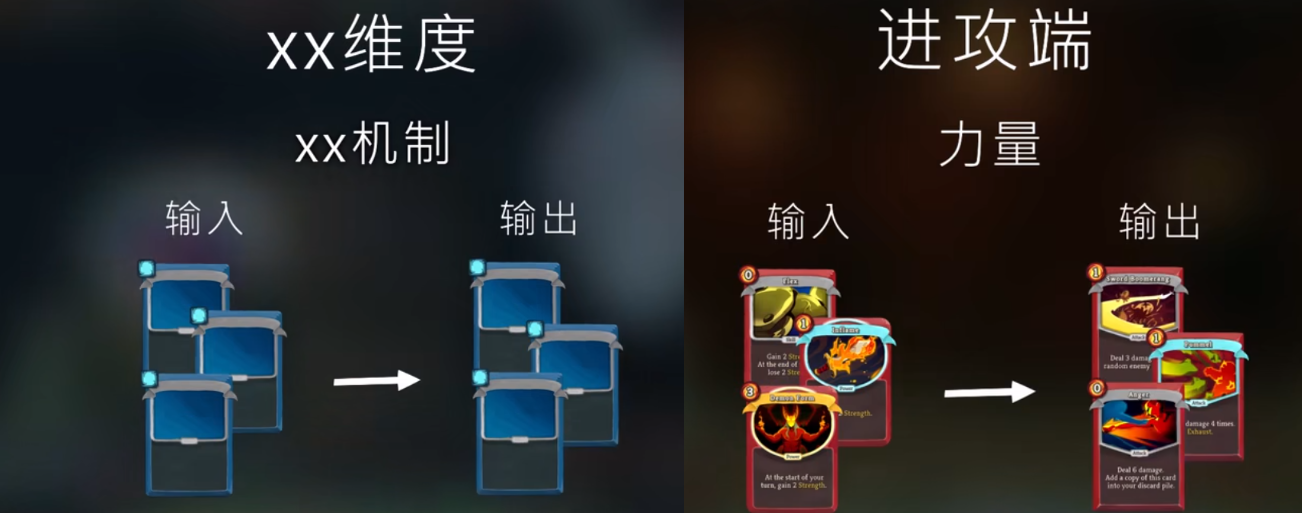 xx维度
xx机制
输入
输出
进攻端
力量
输入
输出
0
Flex
Skill
Gain 2 Stre
At the end of
lose 2 Stre
1
Inflame
Power
2 Strength.
3
Demon Form
Power
At the start of your
turn, gain 2 Strength.
1
Sword Boomerang
Attack
Deal 3 damag
random enemy
1
Pummel
Attack
damage 4 times.
Exhaust.
0
Anger
Attack
Deal 6 damage.
Add a copy of this card
into your discard pile.